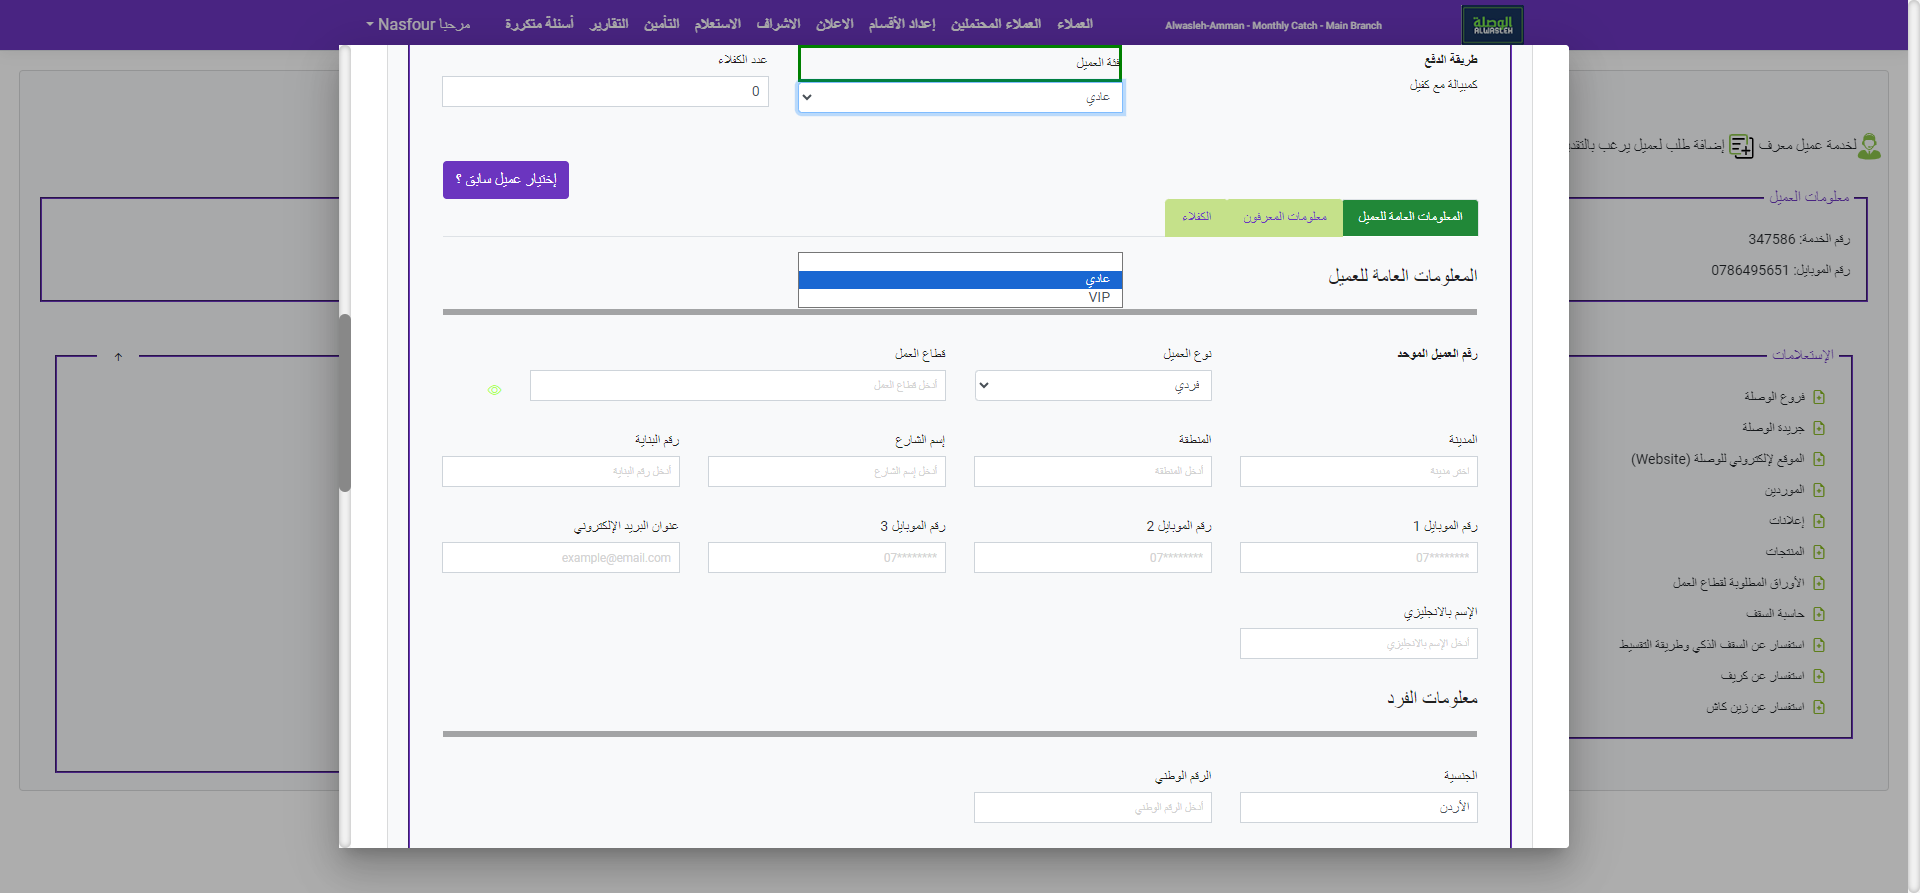 الوصلة
ALWASLEH
Alwasleh-Amman - Monthly Catch - Main Branch
العملاء
العملاء المحتملين
إعداد الأقسام
الاعلان
الاشراف
الاستعلام
التأمين
التقارير
أسئلة متكررة
مرحبا Nasfour
طريقة الدفع
كمبيالة مع كفيل
فئة العميل
عادي
عدد الكفلاء
0
إختيار عميل سابق ؟
المعلومات العامة للعميل
معلومات المعرفون
الكفلاء
المعلومات العامة للعميل
عادي
VIP
رقم العميل الموحد
نوع العميل
فردي
قطاع العمل
أدخل قطاع العمل
المدينة
اختر مدينة
المنطقة
أدخل المنطقة
إسم الشارع
أدخل إسم الشارع
رقم البناية
أدخل رقم البناية
رقم الموبايل 1
07********
رقم الموبايل 2
07********
رقم الموبايل 3
07********
عنوان البريد الإلكتروني
example@email.com
الإسم بالانجليزي
أدخل الإسم بالانجليزي
معلومات الفرد
الجنسية
الأردن
الرقم الوطني
أدخل الرقم الوطني
لخدمة عميل معرف
إضافة طلب لعميل يرغب بالتقد
معلومات العميل
رقم الخدمة: 347586
رقم الموبايل: 0786495651
الإستعلامات
فروع الوصلة
جريدة الوصلة
الموقع لإلكتروني للوصلة (Website)
الموردين
إعلانات
المنتجات
الأوراق المطلوبة لقطاع العمل
حاسبة السقف
استفسار عن السقف الذكي وطريقة التقسيط
استفسار عن كريف
استفسار عن زين كاش